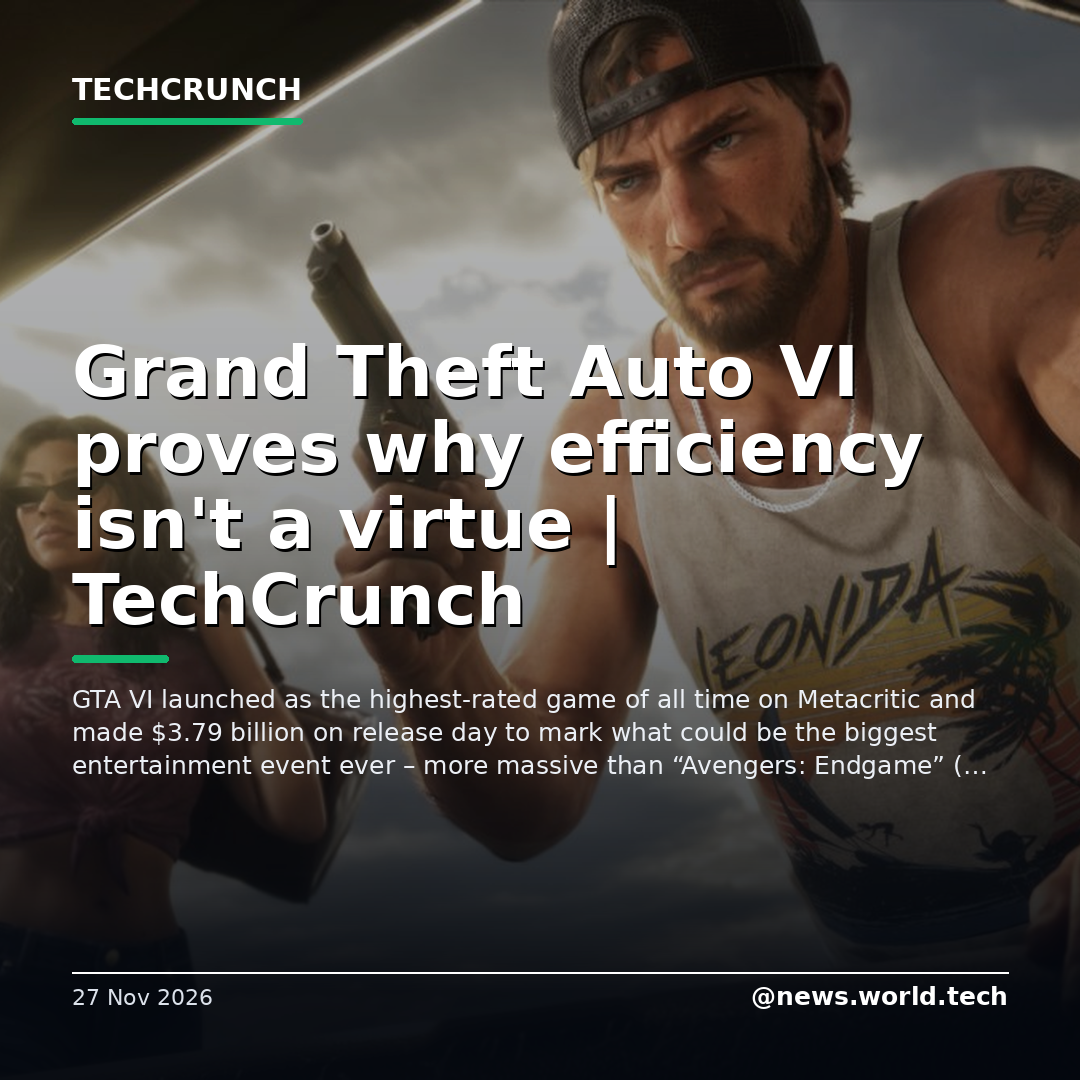 TECHCRUNCH
Grand Theft Auto VI
proves why efficiency
isn't a virtue |
TechCrunch
GTA VI launched as the highest-rated game of all time on Metacritic and
made $3.79 billion on release day to mark what could be the biggest
entertainment event ever – more massive than “Avengers: Endgame” (…
LEONIDA
27 Nov 2026
@news.world.tech